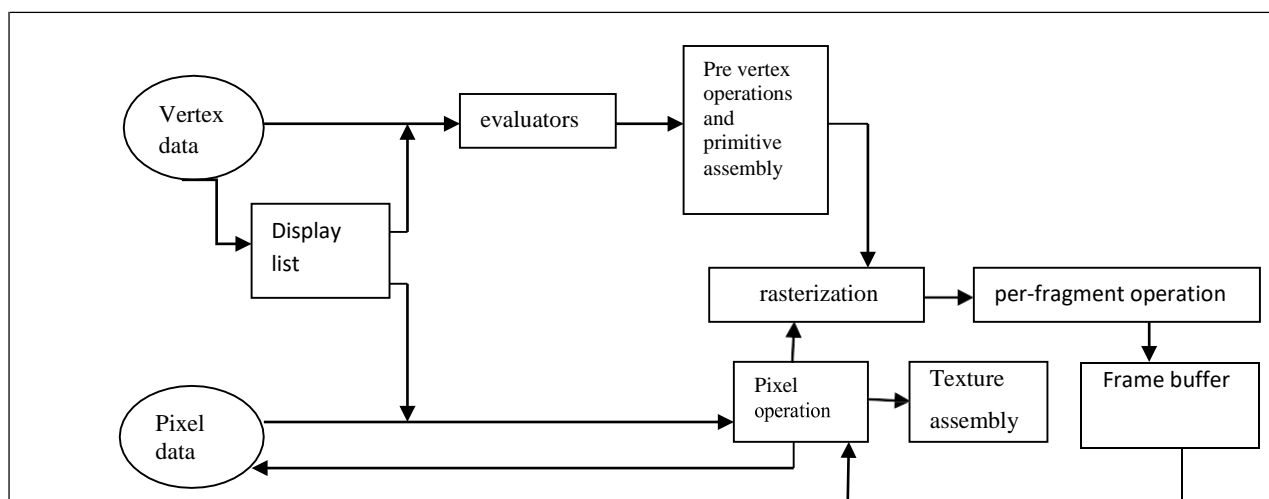 Vertex
data
evaluators
Pre vertex
operations
and
primitive
assembly
Display
list
rasterization
per-fragment operation
Pixel
data
Pixel
operation
Texture
assembly
Frame buffer